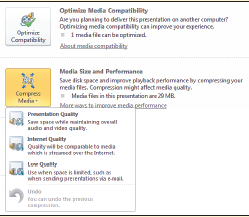 Optimize Media Compatibility
Are you planning to deliver this presentation on another computer?
Optimizing media compatibility can improve your experience.
1 media file can be optimized.
About media compatibility
Optimize
Compatibility
Media Size and Performance
Save disk space and improve playback performance by compressing your
media files. Compression might affect media quality.
Media files in this presentation are 29 MB.
More ways to improve media performance
Compress
Media
Presentation Quality
Save space while maintaining overall
audio and video quality.
Internet Quality
Quality will be comparable to media
which is streamed over the Internet.
Low Quality
Use when space is limited, such as
when sending presentations via e-mail.
Undo
You can undo the previous
compression.